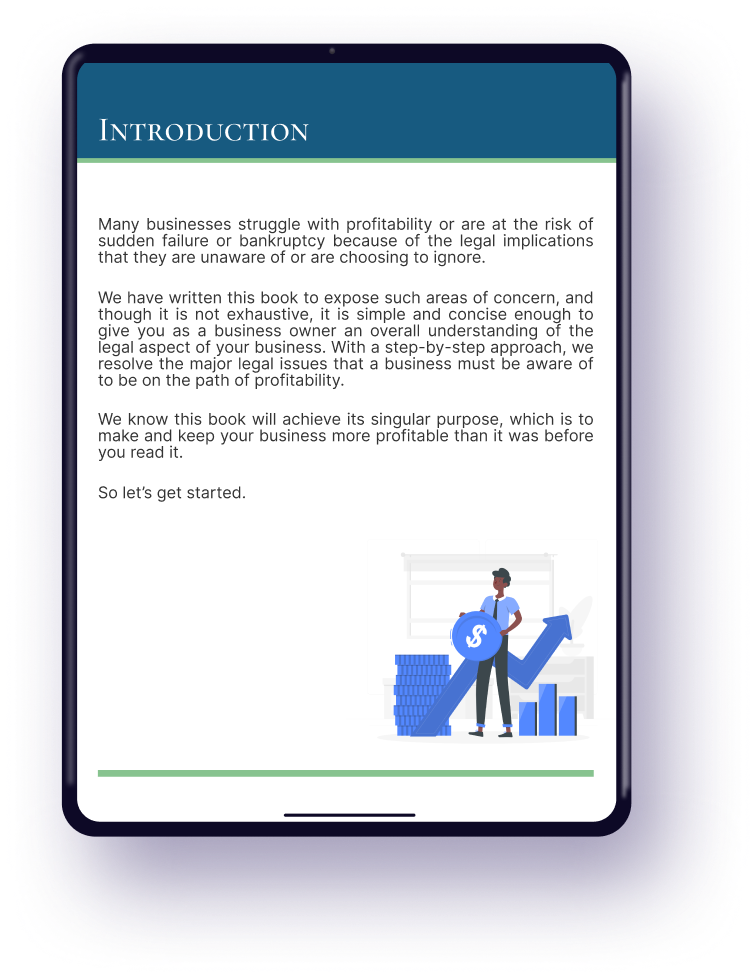 INTRODUCTION
Many businesses struggle with profitability or are at the risk of
sudden failure or bankruptcy because of the legal implications
that they are unaware of or are choosing to ignore.
We have written this book to expose such areas of concern, and
though it is not exhaustive, it is simple and concise enough to
give you as a business owner an overall understanding of the
legal aspect of your business. With a step-by-step approach, we
resolve the major legal issues that a business must be aware of
to be on the path of profitability.
We know this book will achieve its singular purpose, which is to
make and keep your business more profitable than it was before
you read it.
So let’s get started.
$